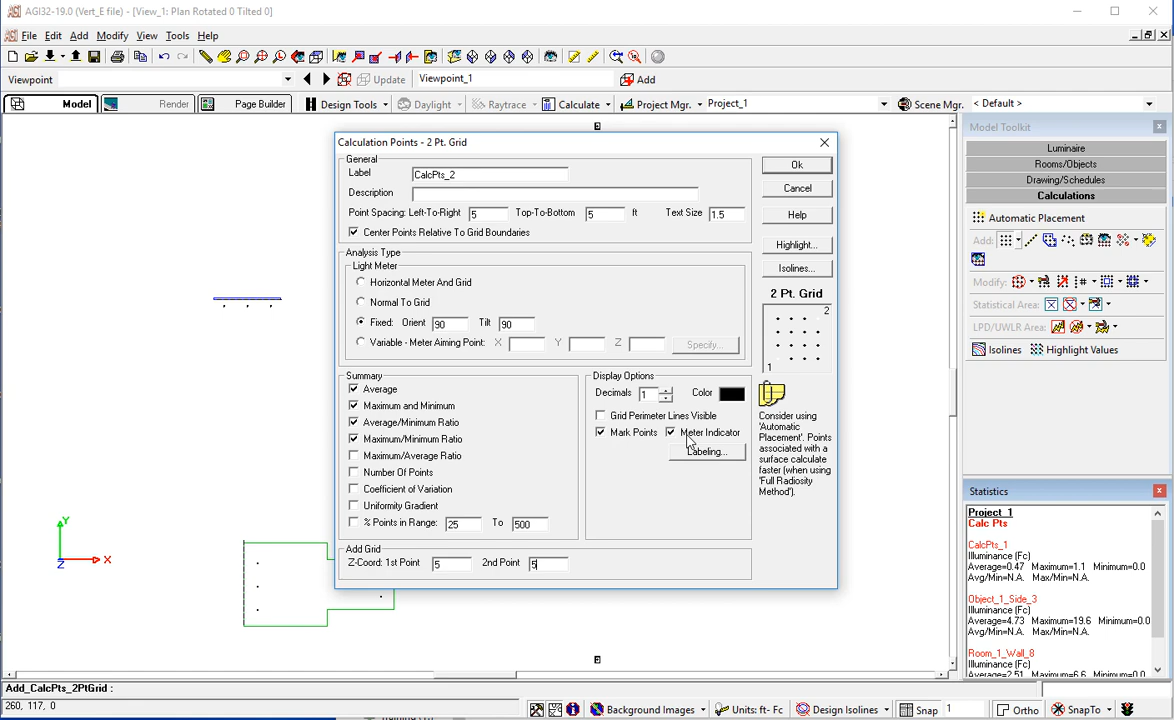 AGI32-19.0 (Vert_E file) - [View_1: Plan Rotated 0 Tilted 0]
File Edit Add Modify View Tools Help
Viewpoint Update Viewpoint_1 Add
Model Render Page Builder Design Tools Daylight Raytrace Calculate Project Mgr. Project_1 Scene Mgr. < Default >
Calculation Points - 2 Pt. Grid
General
Label CalcPts_2
Description
Point Spacing: Left-To-Right 5 Top-To-Bottom 5 ft Text Size 1.5
Center Points Relative To Grid Boundaries
Analysis Type
Light Meter
Horizontal Meter And Grid
Normal To Grid
Fixed: Orient 90 Tilt 90
Variable - Meter Aiming Point: X Y Z Specify...
Summary
Average
Maximum and Minimum
Average/Minimum Ratio
Maximum/Minimum Ratio
Maximum/Average Ratio
Number Of Points
Coefficient of Variation
Uniformity Gradient
% Points in Range: 25 To 500
Display Options
Decimals 1 Color
Grid Perimeter Lines Visible
Mark Points Meter Indicator
Labeling...
Add Grid
Z-Coord: 1st Point 5 2nd Point 5
Ok
Cancel
Help
Highlight...
Isolines...
2 Pt. Grid
2
1
Consider using
'Automatic
Placement'. Points
associated with a
surface calculate
faster (when using
'Full Radiosity
Method').
Y
X
Z
Model Toolkit
Luminaire
Rooms/Objects
Drawing/Schedules
Calculations
Automatic Placement
Add:
Modify:
Statistical Area:
LPD/UWLR Area:
Isolines Highlight Values
Statistics
Project_1
Calc Pts
CalcPts_1
Illuminance (Fc)
Average=0.47 Maximum=1.1 Minimum=0.0
Avg/Min=N.A. Max/Min=N.A.
Object_1_Side_3
Illuminance (Fc)
Average=4.73 Maximum=19.6 Minimum=0.0
Avg/Min=N.A. Max/Min=N.A.
Room_1_Wall_8
Illuminance (Fc)
Average=2.51 Maximum=6.6 Minimum=0.0
Add_CalcPts_2PtGrid :
260, 117, 0
Background Images Units: ft- Fc Design Isolines Snap 1 Ortho SnapTo